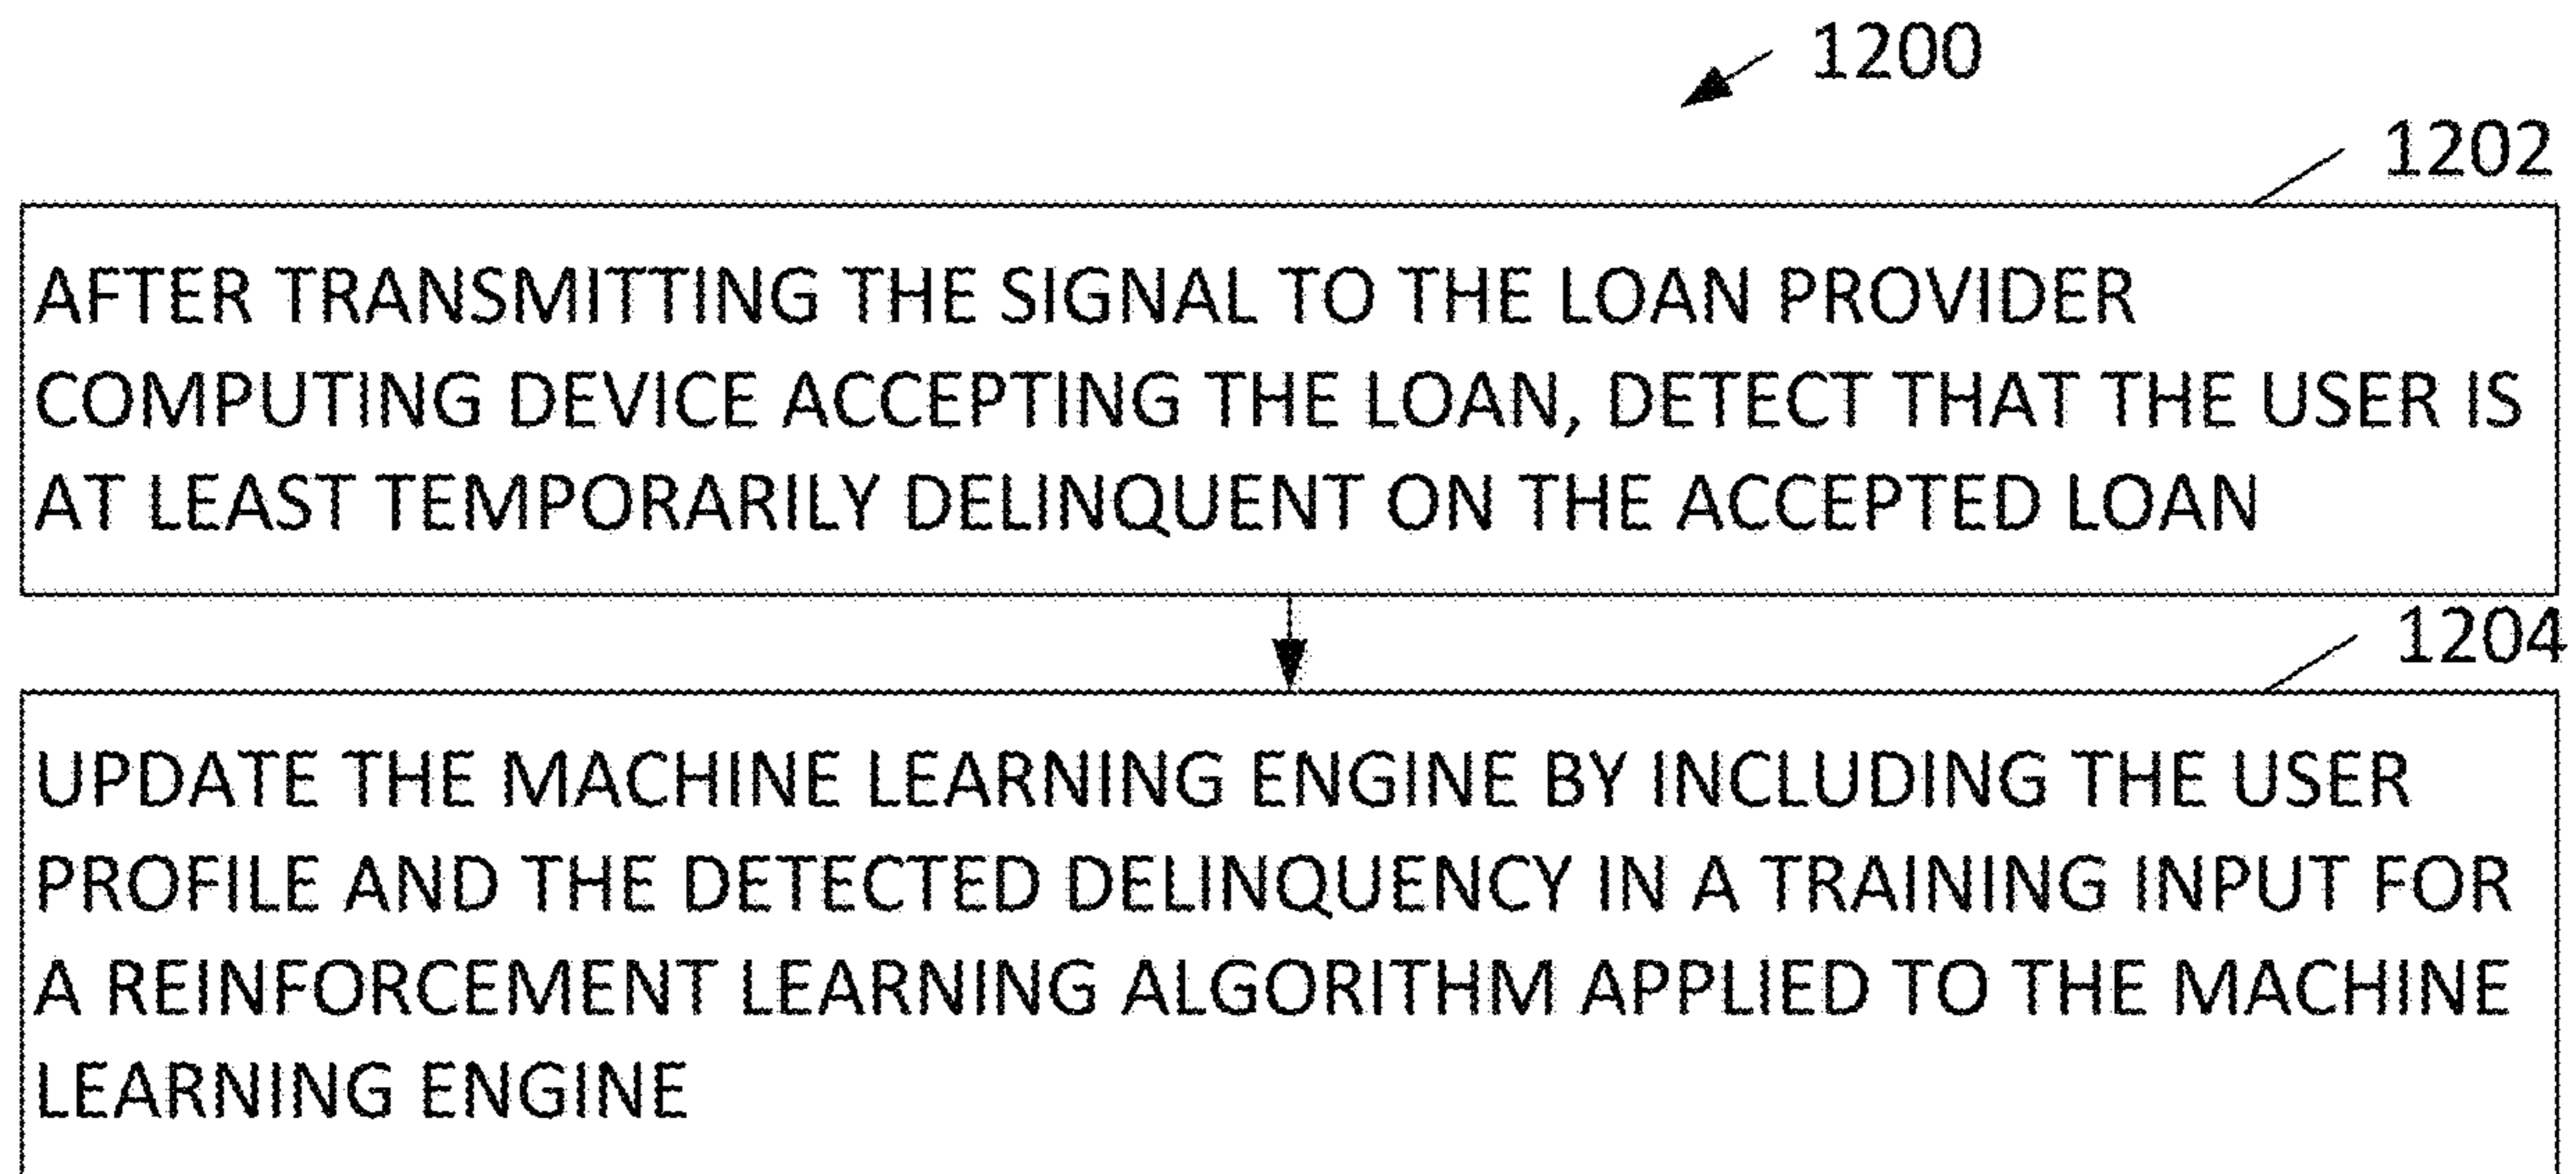 1200
1202
AFTER TRANSMITTING THE SIGNAL TO THE LOAN PROVIDER
COMPUTING DEVICE ACCEPTING THE LOAN, DETECT THAT THE USER IS
AT LEAST TEMPORARILY DELINQUENT ON THE ACCEPTED LOAN
1204
UPDATE THE MACHINE LEARNING ENGINE BY INCLUDING THE USER
PROFILE AND THE DETECTED DELINQUENCY IN A TRAINING INPUT FOR
A REINFORCEMENT LEARNING ALGORITHM APPLIED TO THE MACHINE
LEARNING ENGINE